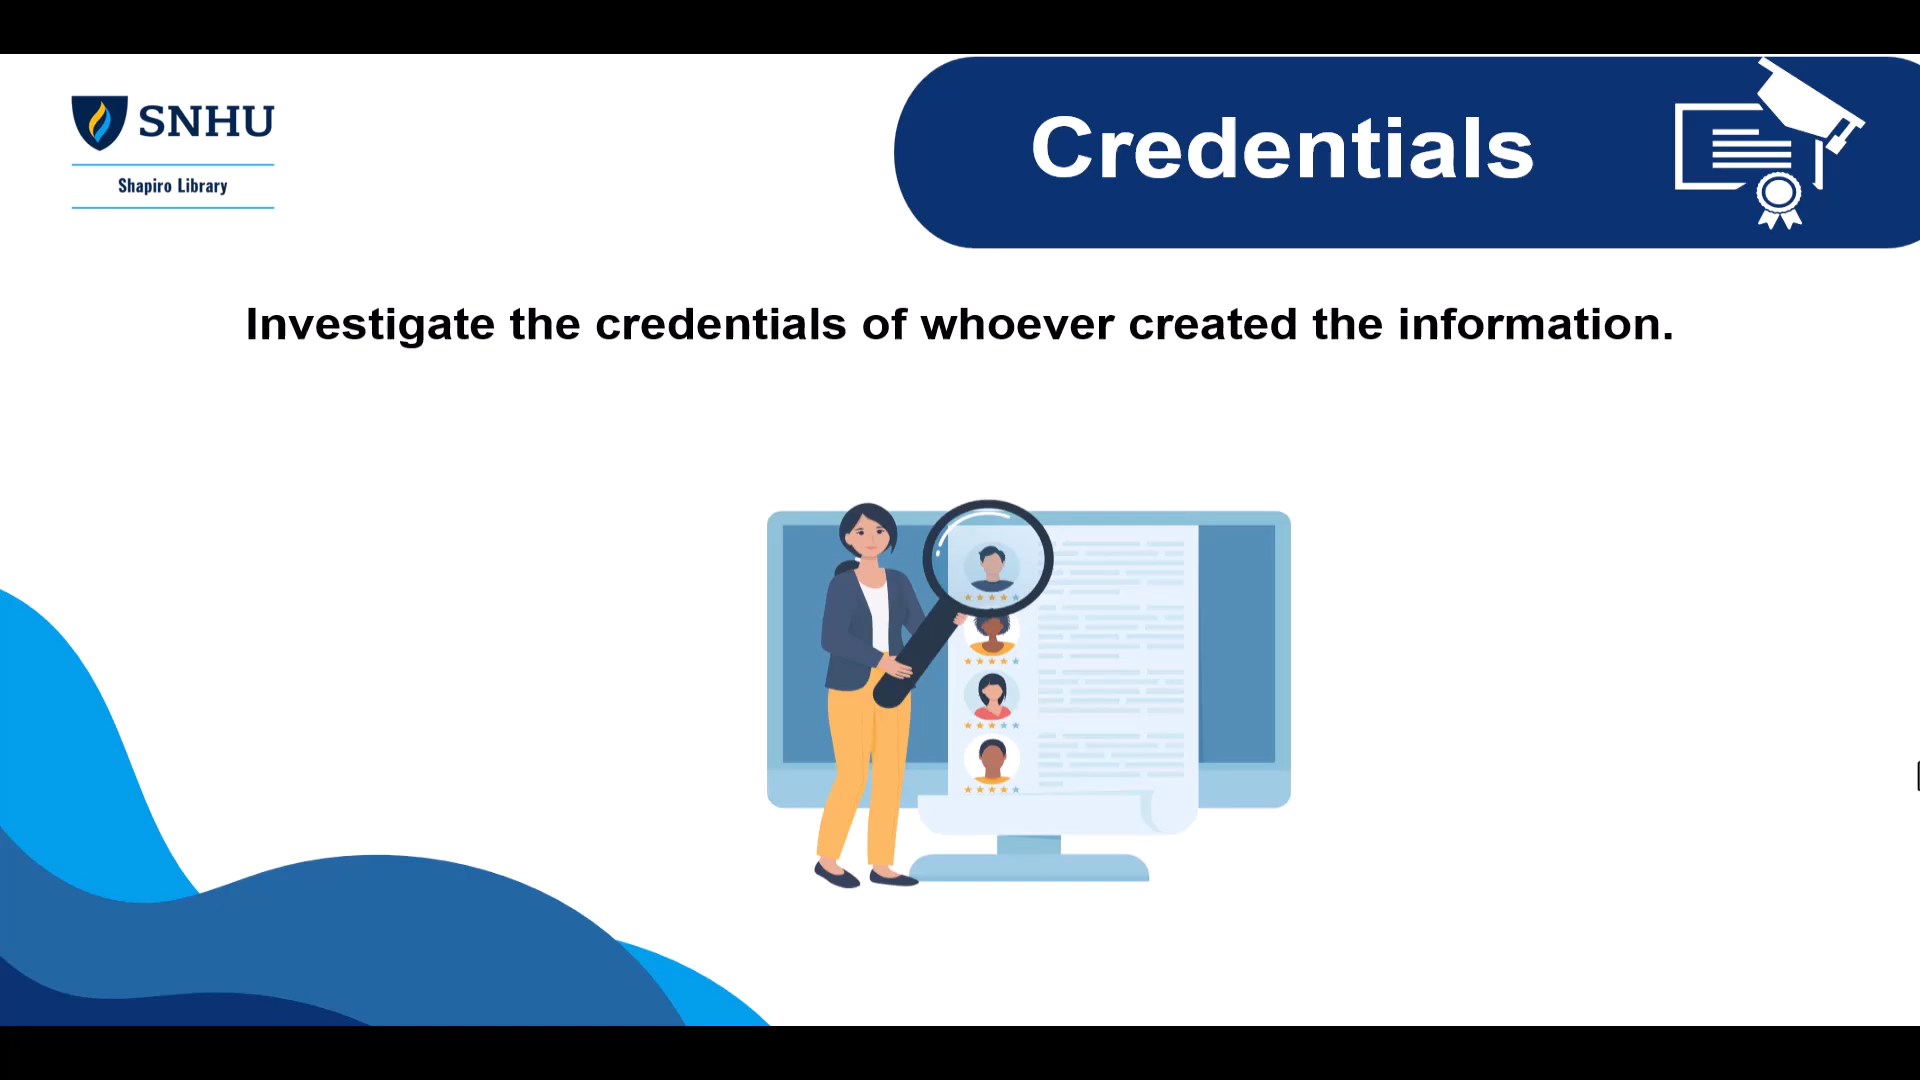 SNHU
Shapiro Library
Credentials
Investigate the credentials of whoever created the information.